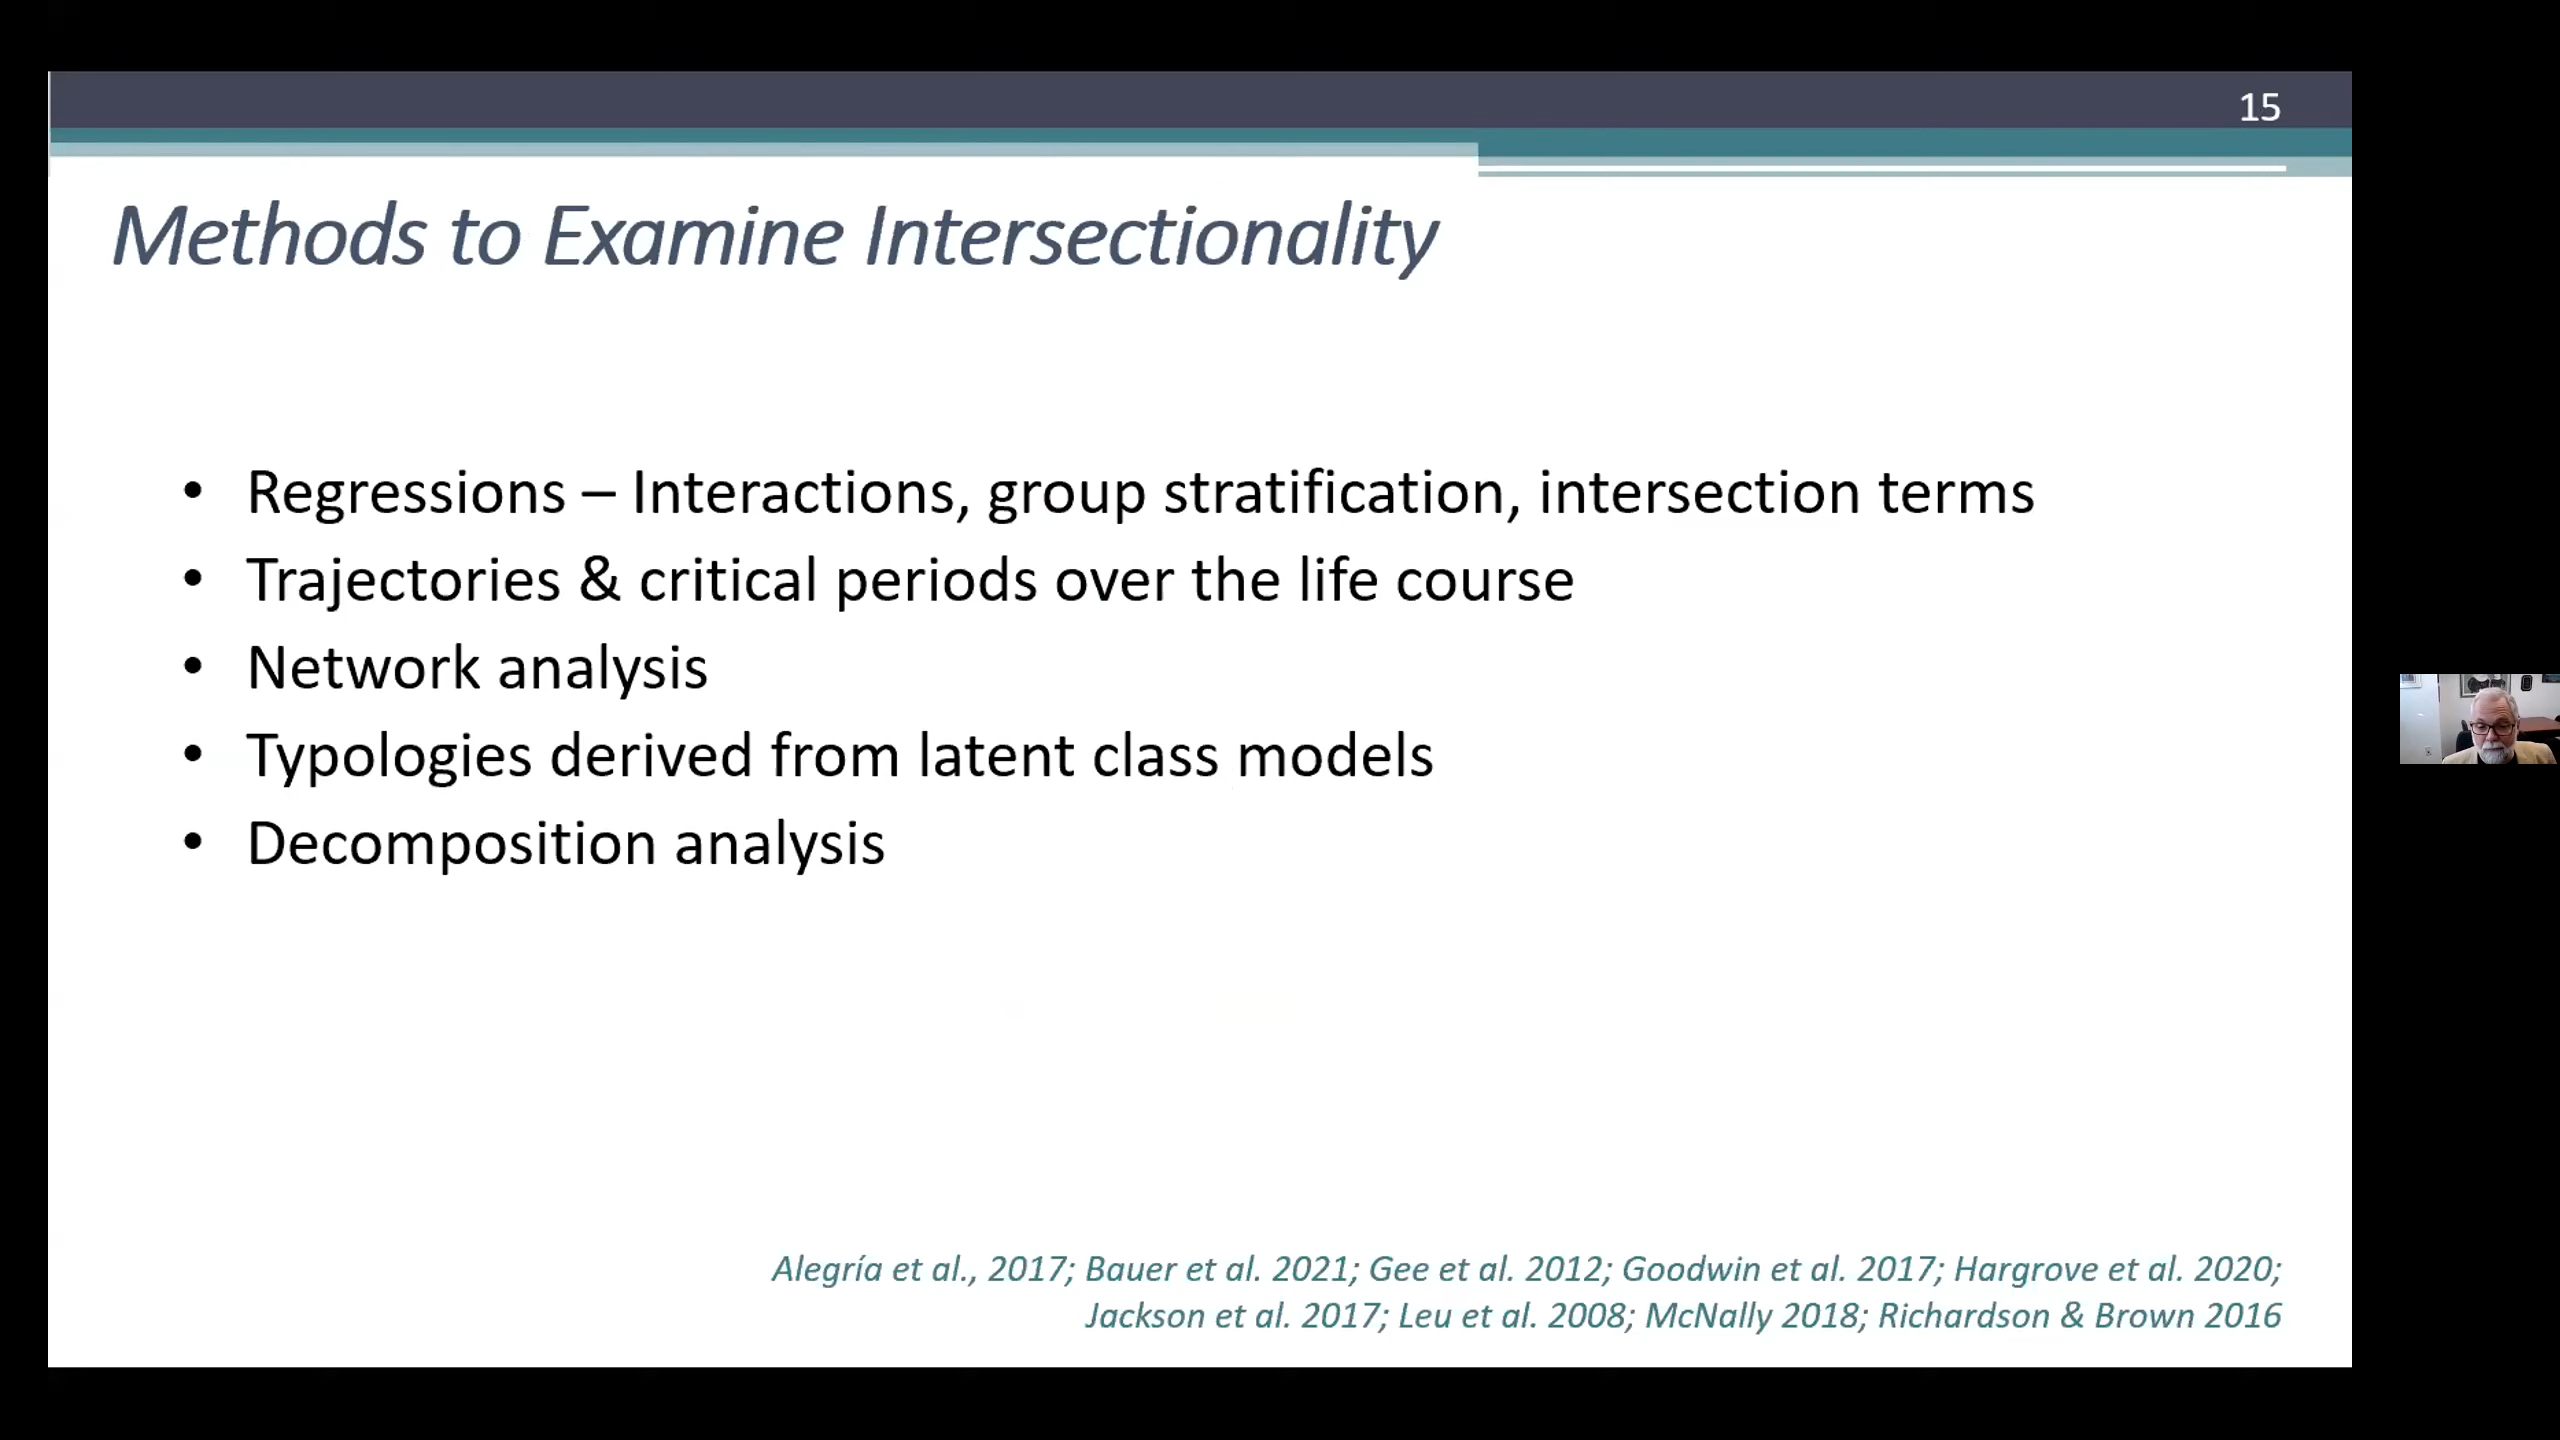 15
Methods to Examine Intersectionality
• Regressions – Interactions, group stratification, intersection terms
• Trajectories & critical periods over the life course
• Network analysis
• Typologies derived from latent class models
• Decomposition analysis
Alegría et al., 2017; Bauer et al. 2021; Gee et al. 2012; Goodwin et al. 2017; Hargrove et al. 2020;
Jackson et al. 2017; Leu et al. 2008; McNally 2018; Richardson & Brown 2016